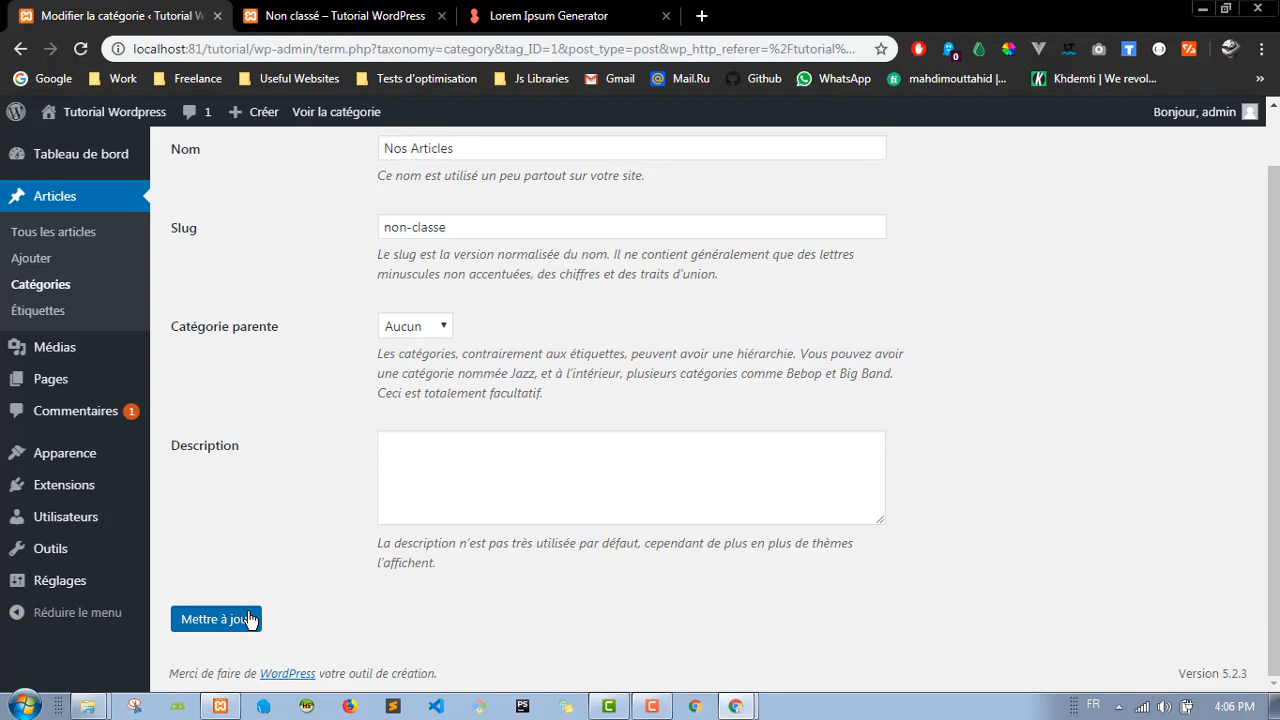 Modifier la catégorie ‹ Tutorial W
Non classé – Tutorial WordPress
Lorem Ipsum Generator
localhost:81/tutorial/wp-admin/term.php?taxonomy=category&tag_ID=1&post_type=post&wp_http_referer=%2Ftutorial%...
Google
Work
Freelance
Useful Websites
Tests d'optimisation
Js Libraries
Gmail
Mail.Ru
Github
WhatsApp
mahdimouttahid |...
Khdemti | We revol...
Tutorial Wordpress
1
Créer
Voir la catégorie
Bonjour, admin
Tableau de bord
Articles
Tous les articles
Ajouter
Catégories
Étiquettes
Médias
Pages
Commentaires 1
Apparence
Extensions
Utilisateurs
Outils
Réglages
Réduire le menu
Nom
Nos Articles
Ce nom est utilisé un peu partout sur votre site.
Slug
non-classe
Le slug est la version normalisée du nom. Il ne contient généralement que des lettres
minuscules non accentuées, des chiffres et des traits d'union.
Catégorie parente
Aucun
Les catégories, contrairement aux étiquettes, peuvent avoir une hiérarchie. Vous pouvez avoir
une catégorie nommée Jazz, et à l'intérieur, plusieurs catégories comme Bebop et Big Band.
Ceci est totalement facultatif.
Description
La description n'est pas très utilisée par défaut, cependant de plus en plus de thèmes
l'affichent.
Mettre à jou
Merci de faire de WordPress votre outil de création.
Version 5.2.3
FR
4:06 PM